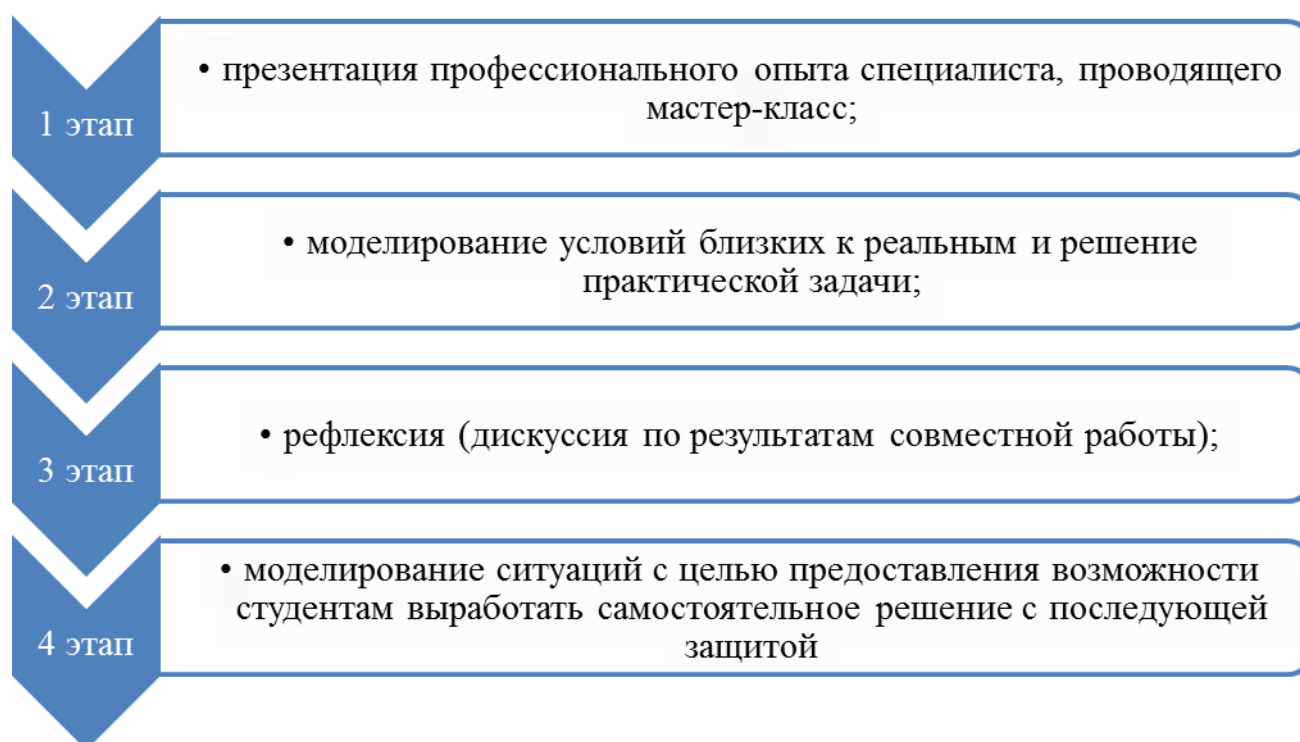 1 этап
• презентация профессионального опыта специалиста, проводящего
мастер-класс;
2 этап
• моделирование условий близких к реальным и решение
практической задачи;
3 этап
• рефлексия (дискуссия по результатам совместной работы);
4 этап
• моделирование ситуаций с целью предоставления возможности
студентам выработать самостоятельное решение с последующей
защитой